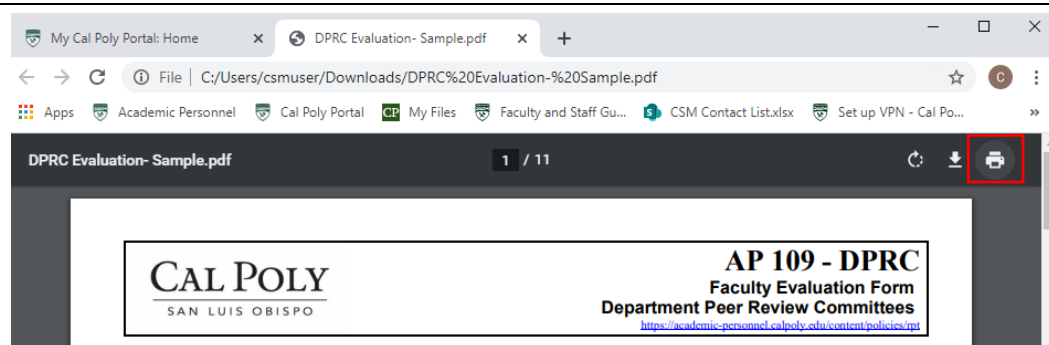 My Cal Poly Portal: Home
DPRC Evaluation- Sample.pdf
File | C:/Users/csmuser/Downloads/DPRC%20Evaluation-%20Sample.pdf
C
Apps Academic Personnel Cal Poly Portal CP My Files Faculty and Staff Gu... CSM Contact List.xlsx Set up VPN - Cal Po... »
DPRC Evaluation- Sample.pdf 1 / 11
CAL POLY
SAN LUIS OBISPO
AP 109 - DPRC
Faculty Evaluation Form
Department Peer Review Committees
https://academic-personnel.calpoly.edu/content/policies/rpt